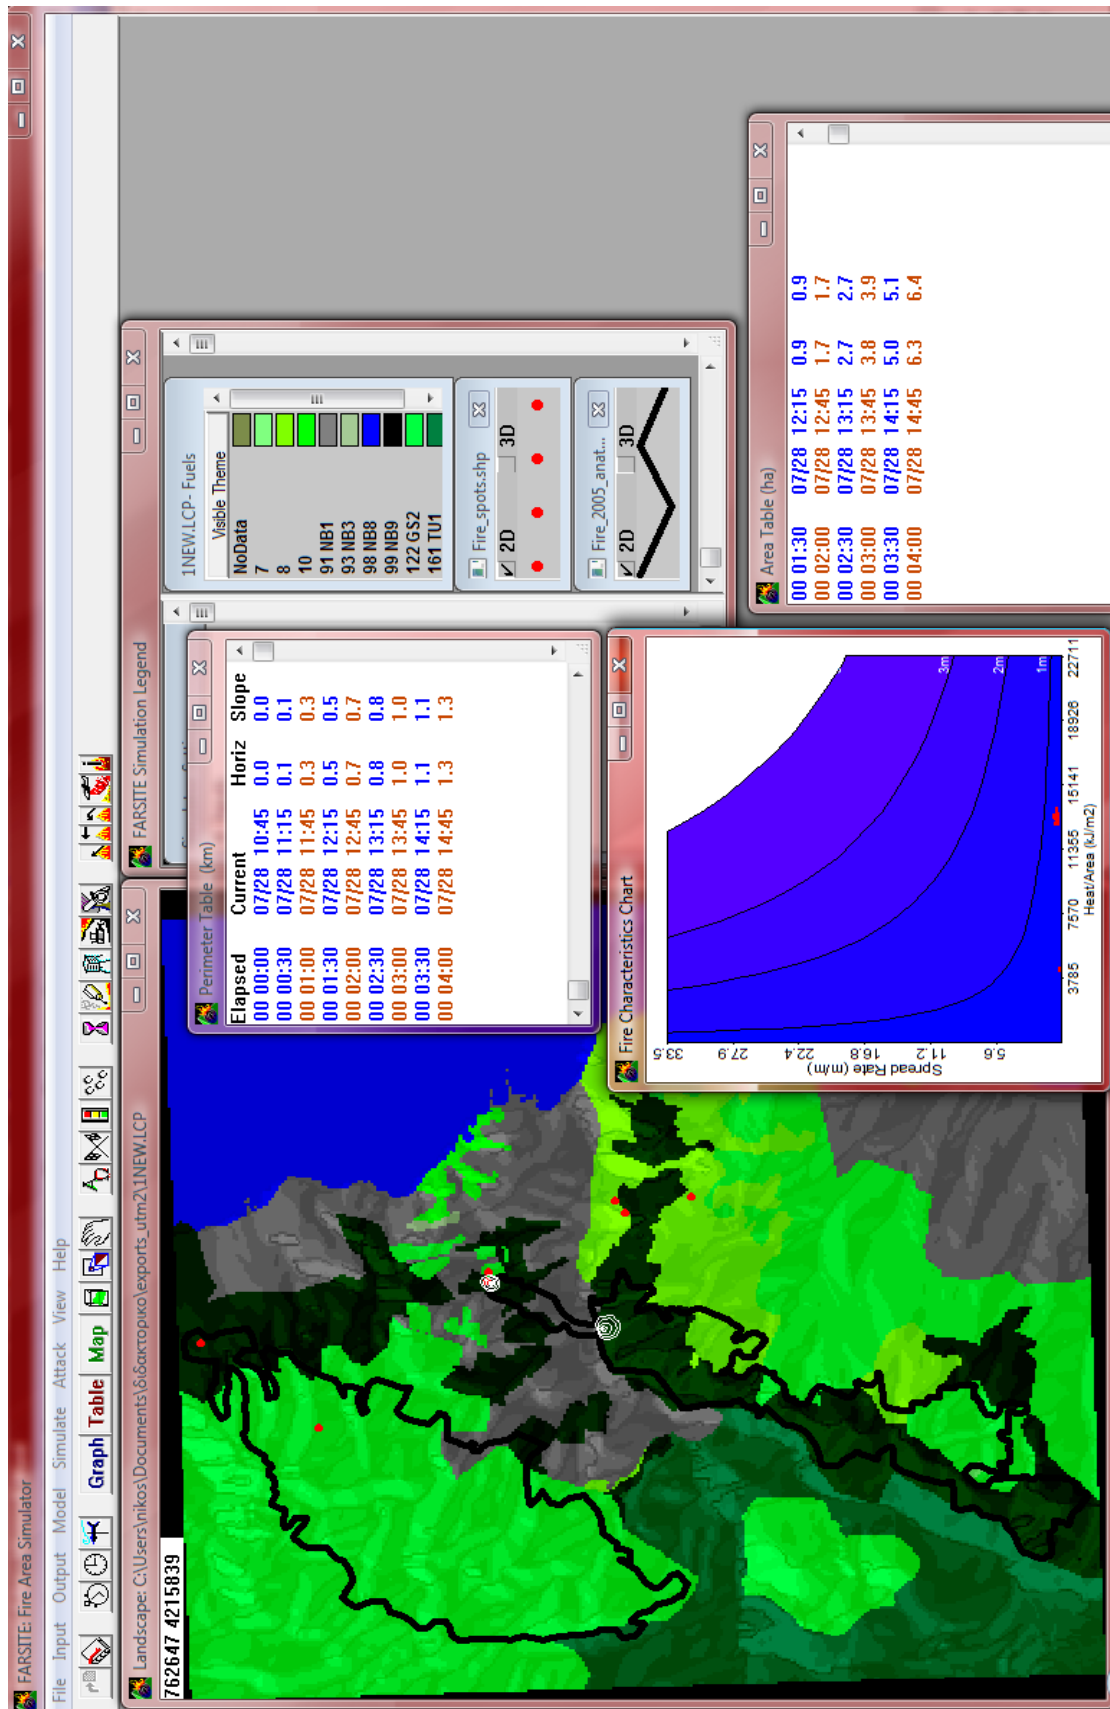 FARSITE: Fire Area Simulator
File Input Output Model Simulate Attack View Help
Graph Table Map
Landscape: C:\Users\nikos\Documents\διδακτορικο\exports_utm2\1NEW.LCP
762647 4215839
FARSITE Simulation Legend
1NEW.LCP- Fuels
Visible Theme
NoData
7
8
10
91 NB1
93 NB3
98 NB8
99 NB9
122 GS2
161 TU1
Fire_spots.shp
2D 3D
Fire_2005_anat...
2D 3D
Perimeter Table (km)
Elapsed Current Horiz Slope
00 00:00 07/28 10:45 0.0 0.0
00 00:30 07/28 11:15 0.1 0.1
00 01:00 07/28 11:45 0.3 0.3
00 01:30 07/28 12:15 0.5 0.5
00 02:00 07/28 12:45 0.7 0.7
00 02:30 07/28 13:15 0.8 0.8
00 03:00 07/28 13:45 1.0 1.0
00 03:30 07/28 14:15 1.1 1.1
00 04:00 07/28 14:45 1.3 1.3
Fire Characteristics Chart
Spread Rate (m/m)
33.5
27.9
22.4
16.8
11.2
5.6
3m
2m
1m
3785 7570 11355 15141 18926 22711
Heat/Area (kJ/m2)
Area Table (ha)
00 01:30 07/28 12:15 0.9 0.9
00 02:00 07/28 12:45 1.7 1.7
00 02:30 07/28 13:15 2.7 2.7
00 03:00 07/28 13:45 3.8 3.9
00 03:30 07/28 14:15 5.0 5.1
00 04:00 07/28 14:45 6.3 6.4